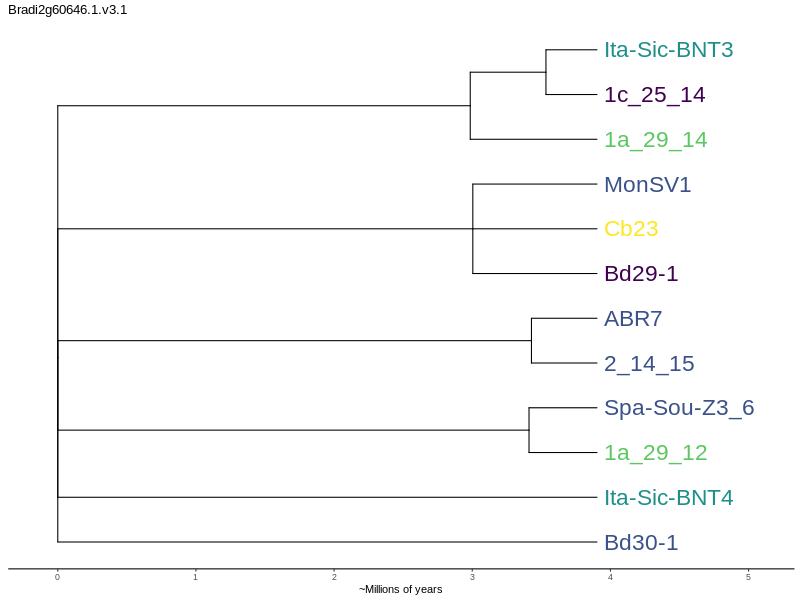 Bradi2g60646.1.v3.1
Ita-Sic-BNT3
1c_25_14
1a_29_14
MonSV1
Cb23
Bd29-1
ABR7
2_14_15
Spa-Sou-Z3_6
1a_29_12
Ita-Sic-BNT4
Bd30-1
0 1 2 3 4 5
~Millions of years